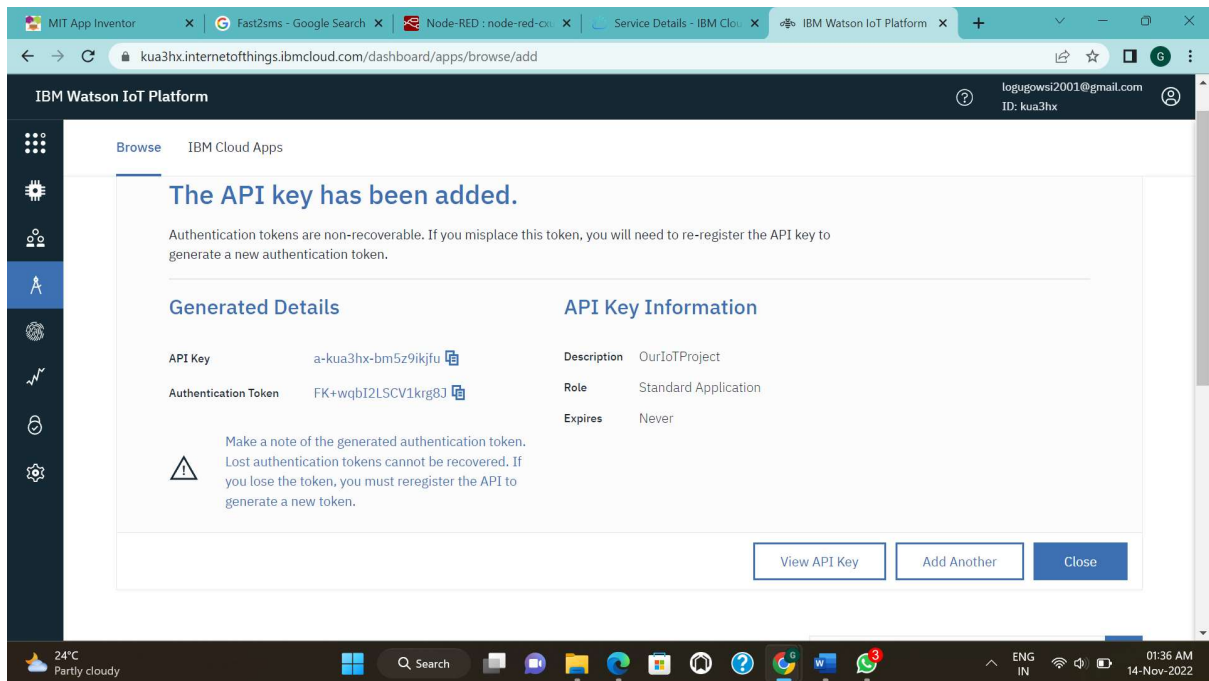 MIT App Inventor
Fast2sms - Google Search
Node-RED : node-red-cxu
Service Details - IBM Clou
IBM Watson IoT Platform
kua3hx.internetofthings.ibmcloud.com/dashboard/apps/browse/add
G
IBM Watson IoT Platform
logugowsi2001@gmail.com
ID: kua3hx
Browse IBM Cloud Apps
The API key has been added.
Authentication tokens are non-recoverable. If you misplace this token, you will need to re-register the API key to
generate a new authentication token.
Generated Details
API Key a-kua3hx-bm5z9ikjfu
Authentication Token FK+wqbI2LSCV1krg8J
Make a note of the generated authentication token.
Lost authentication tokens cannot be recovered. If
you lose the token, you must reregister the API to
generate a new token.
API Key Information
Description OurIoTProject
Role Standard Application
Expires Never
View API Key
Add Another
Close
24°C
Partly cloudy
Search
3
ENG
IN
01:36 AM
14-Nov-2022